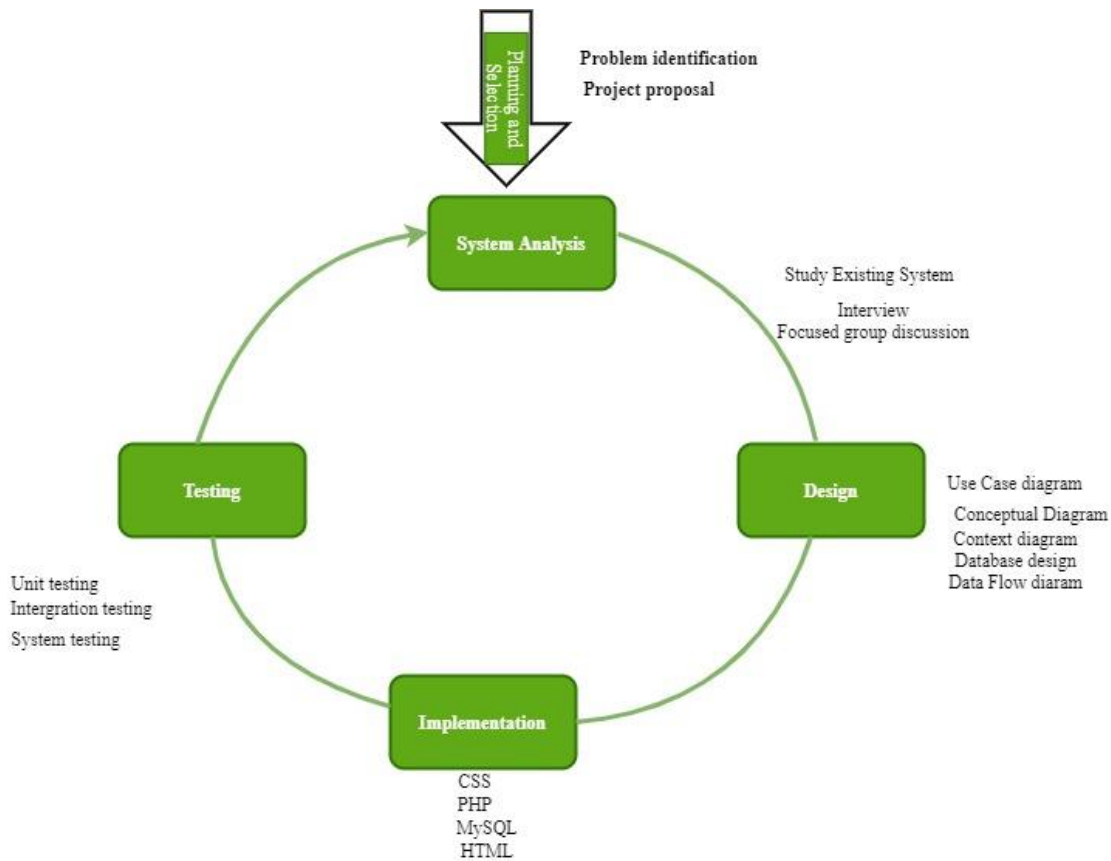 Planning and
Selection
Problem identification
Project proposal
System Analysis
Study Existing System
Interview
Focused group discussion
Testing
Design
Use Case diagram
Conceptual Diagram
Context diagram
Database design
Data Flow diaram
Unit testing
Intergration testing
System testing
Implementation
CSS
PHP
MySQL
HTML